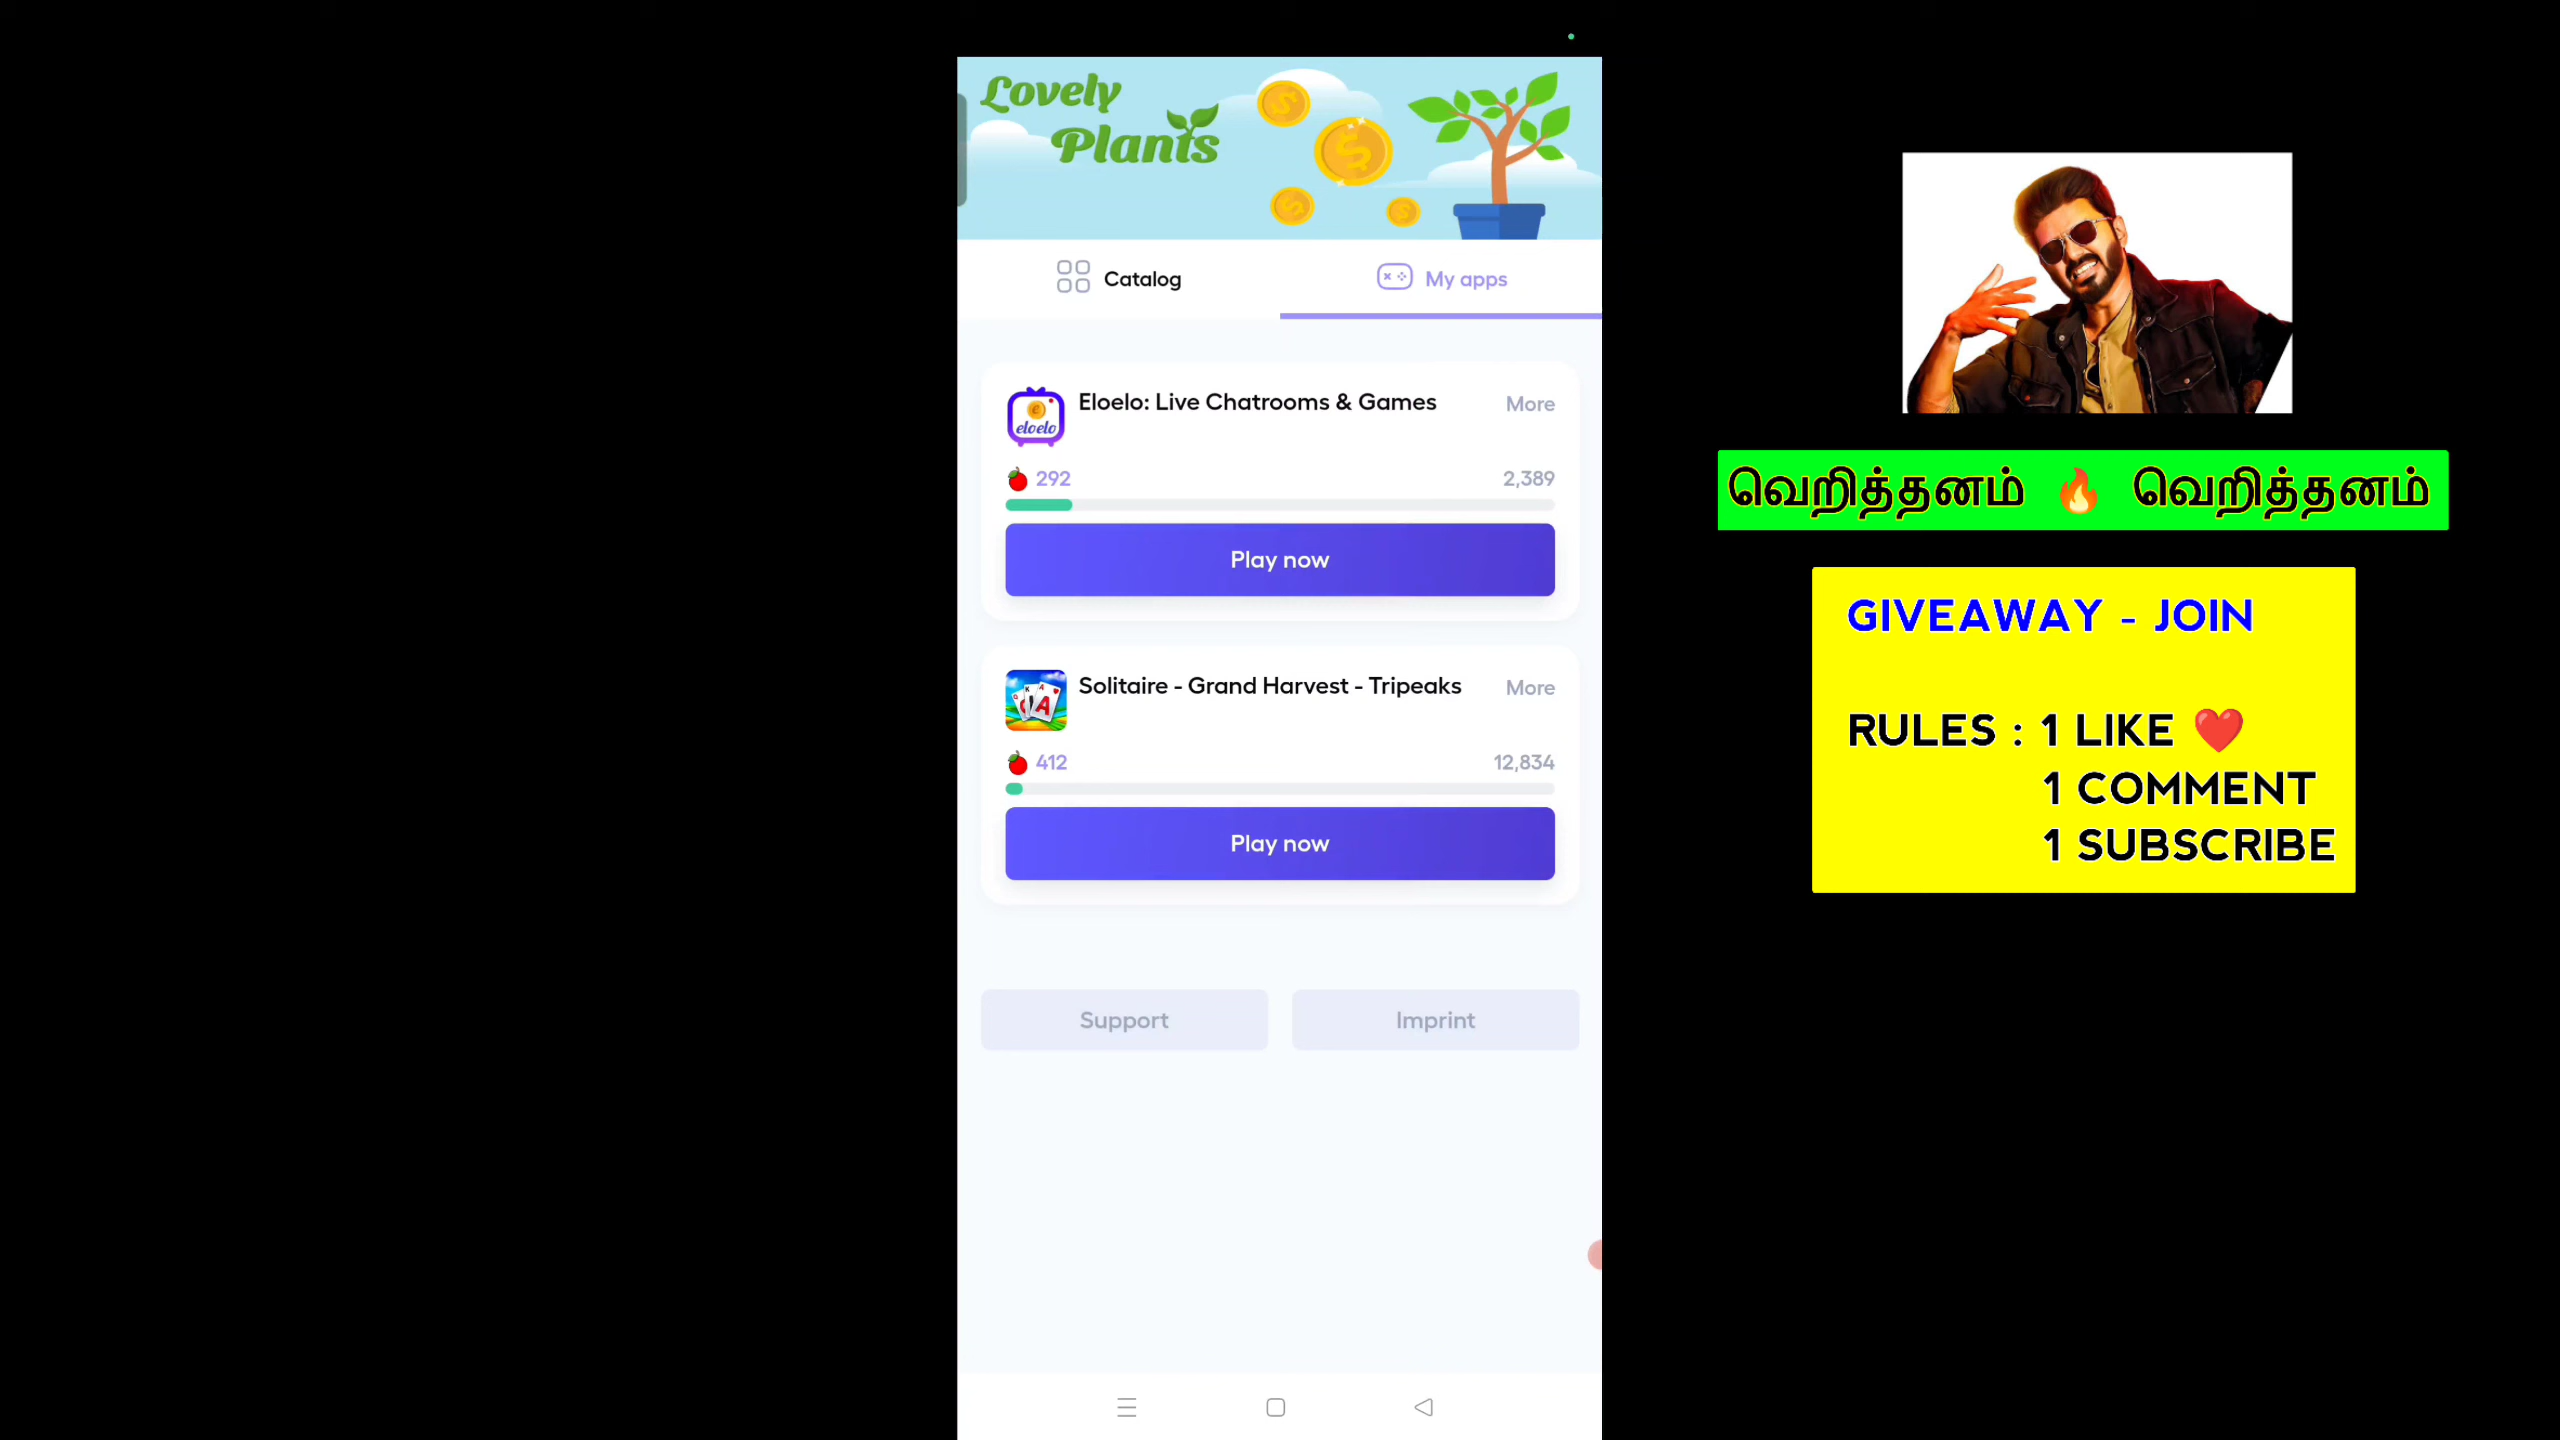 Lovely
Plants
Catalog
My apps
eloelo
Eloelo: Live Chatrooms & Games
More
292
2,389
Play now
Solitaire - Grand Harvest - Tripeaks
More
412
12,834
Play now
Support
Imprint
வெறித்தனம் 🔥 வெறித்தனம்
GIVEAWAY - JOIN
RULES : 1 LIKE ❤️
1 COMMENT
1 SUBSCRIBE